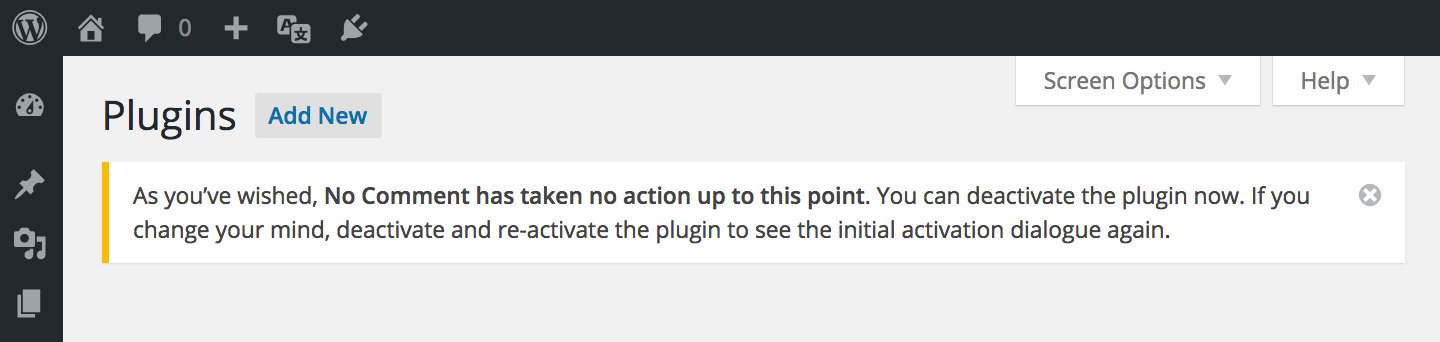 0
Screen Options
Help
Plugins
Add New
As you’ve wished, No Comment has taken no action up to this point. You can deactivate the plugin now. If you
change your mind, deactivate and re-activate the plugin to see the initial activation dialogue again.